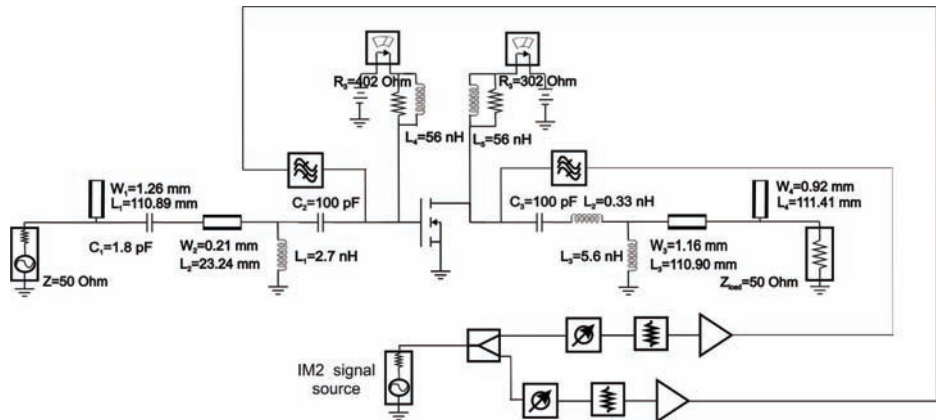 R₃=402 Ohm
R₃=302 Ohm
L₄=56 nH
L₅=56 nH
W₁=1.26 mm
L₁=110.89 mm
C₂=100 pF
C₃=100 pF
L₂=0.33 nH
W₄=0.92 mm
L₄=111.41 mm
C₁=1.8 pF
W₂=0.21 mm
L₂=23.24 mm
L₁=2.7 nH
L₃=5.6 nH
W₃=1.16 mm
L₃=110.90 mm
Z=50 Ohm
Zload=50 Ohm
IM2 signal
source